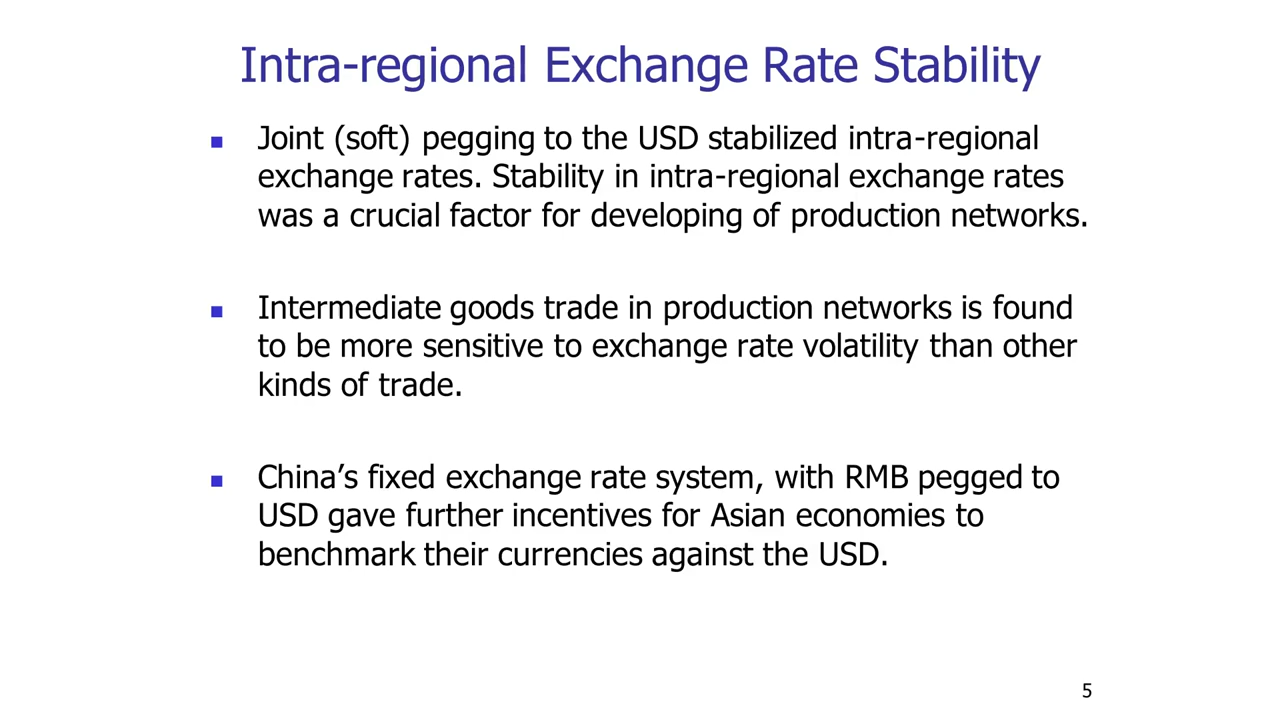 Intra-regional Exchange Rate Stability
Joint (soft) pegging to the USD stabilized intra-regional
exchange rates. Stability in intra-regional exchange rates
was a crucial factor for developing of production networks.
Intermediate goods trade in production networks is found
to be more sensitive to exchange rate volatility than other
kinds of trade.
China’s fixed exchange rate system, with RMB pegged to
USD gave further incentives for Asian economies to
benchmark their currencies against the USD.
5